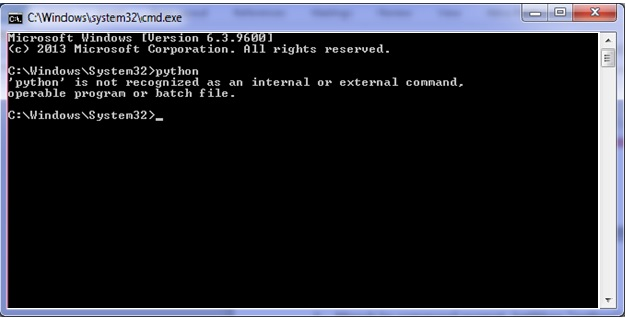 C:\Windows\system32\cmd.exe
Microsoft Windows [Version 6.3.9600]
(c) 2013 Microsoft Corporation. All rights reserved.
C:\Windows\System32>python
'python' is not recognized as an internal or external command,
operable program or batch file.
C:\Windows\System32>_